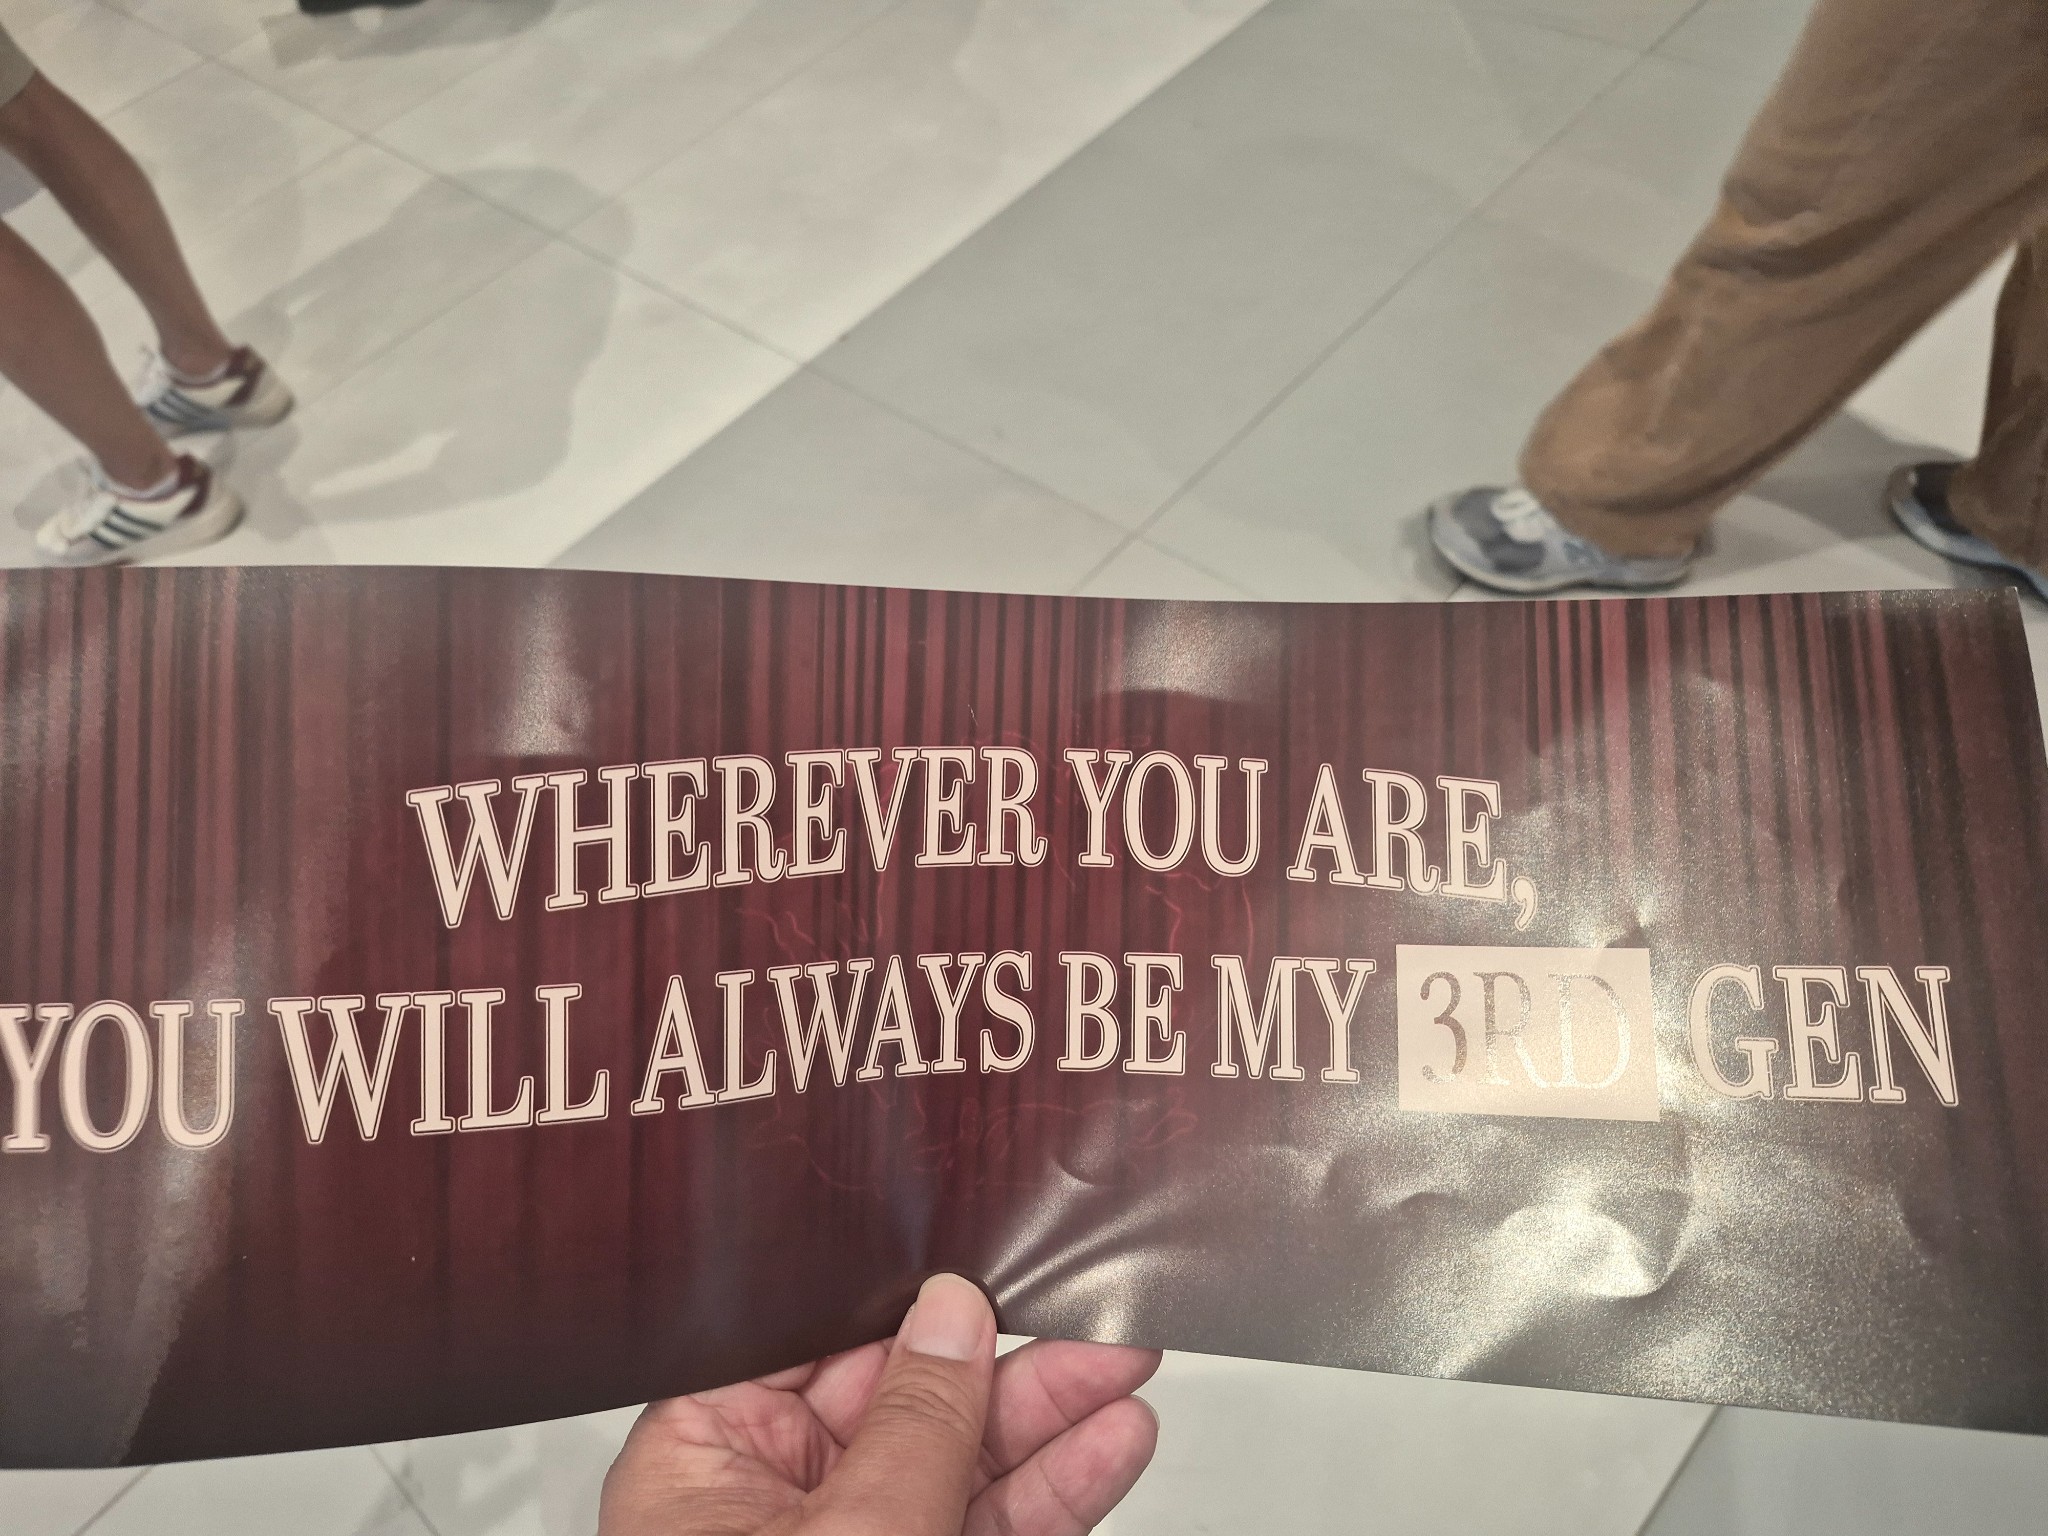 WHEREVER YOU ARE,
YOU WILL ALWAYS BE MY 3RD GEN